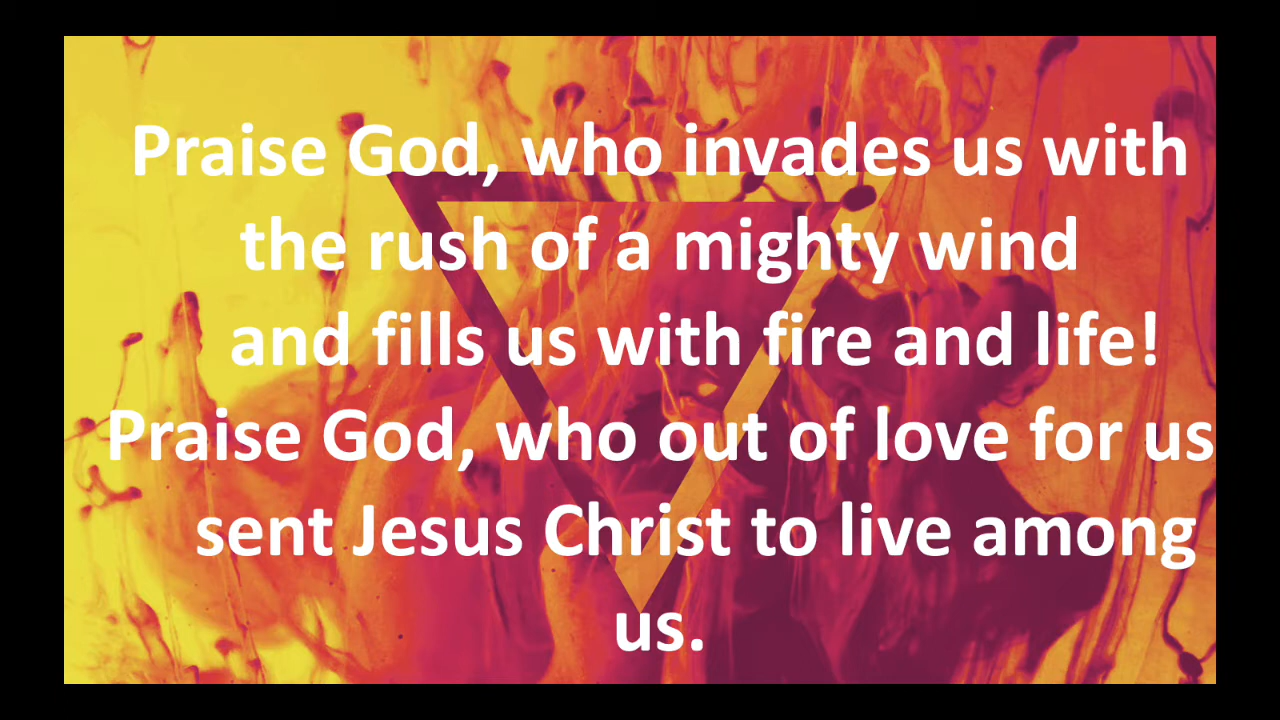 Praise God, who invades us with
the rush of a mighty wind
and fills us with fire and life!
Praise God, who out of love for us
sent Jesus Christ to live among
us.